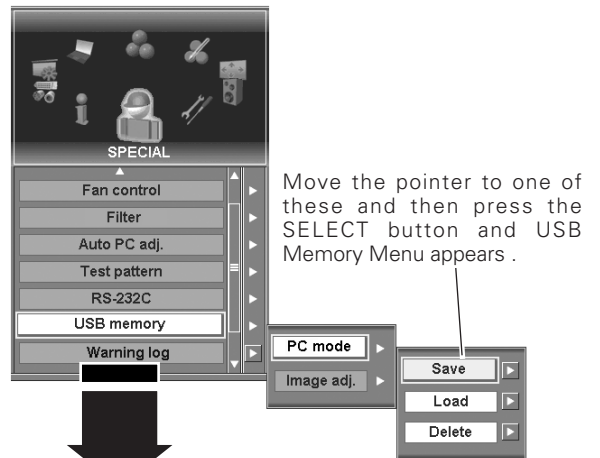 SPECIAL
Fan control
Filter
Auto PC adj.
Test pattern
RS-232C
USB memory
Warning log
Move the pointer to one of
these and then press the
SELECT button and USB
Memory Menu appears .
PC mode
Image adj.
Save
Load
Delete